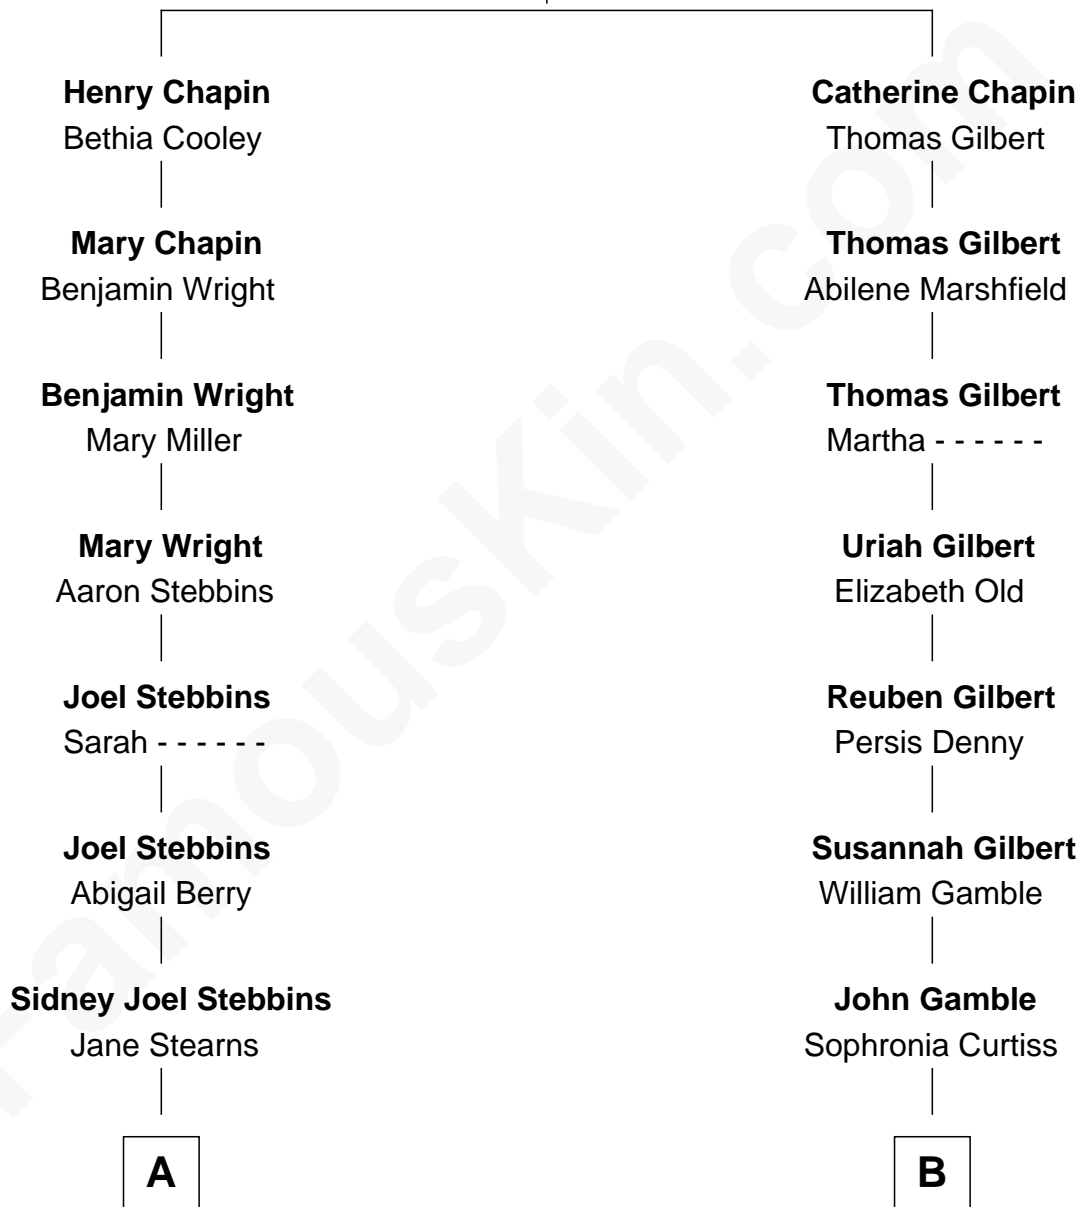 Henry Chapin
Bethia Cooley
Mary Chapin
Benjamin Wright
Benjamin Wright
Mary Miller
Mary Wright
Aaron Stebbins
Joel Stebbins
Sarah - - - - - -
Joel Stebbins
Abigail Berry
Sidney Joel Stebbins
Jane Stearns
A
Catherine Chapin
Thomas Gilbert
Thomas Gilbert
Abilene Marshfield
Thomas Gilbert
Martha - - - - - -
Uriah Gilbert
Elizabeth Old
Reuben Gilbert
Persis Denny
Susannah Gilbert
William Gamble
John Gamble
Sophronia Curtiss
B
FamousKin.com